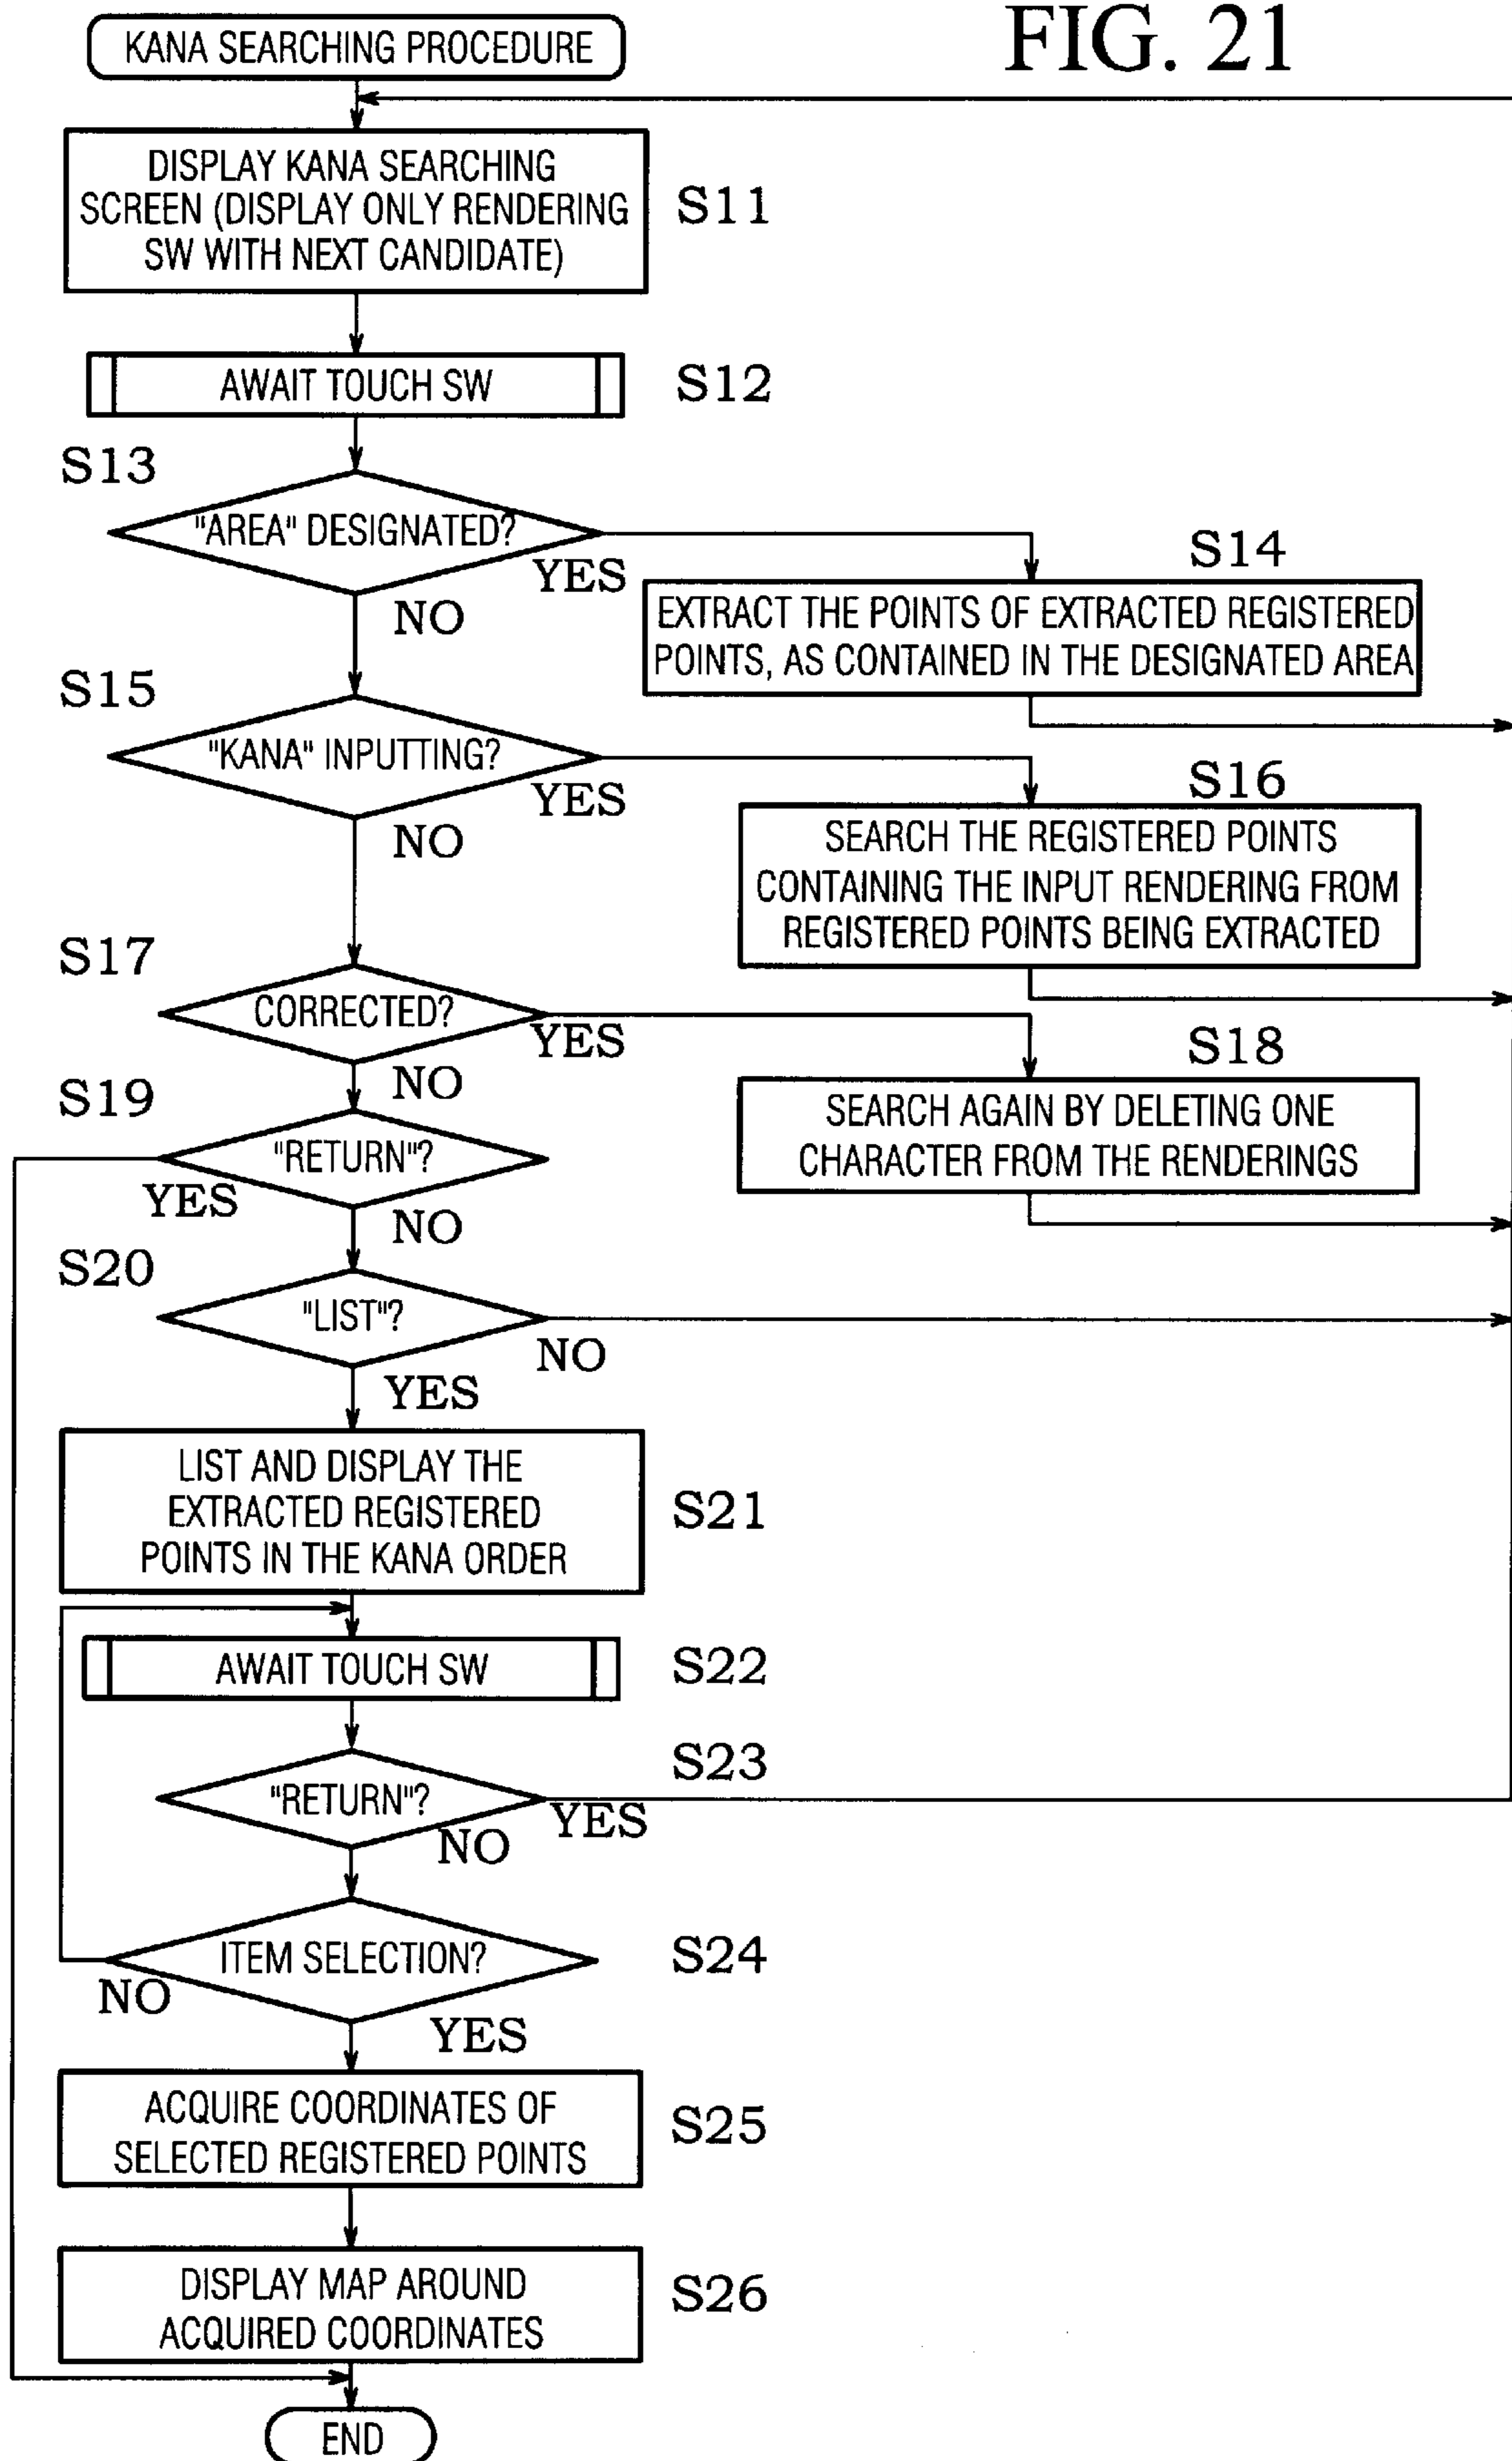 FIG. 21
KANA SEARCHING PROCEDURE
DISPLAY KANA SEARCHING
SCREEN (DISPLAY ONLY RENDERING
SW WITH NEXT CANDIDATE)
S11
AWAIT TOUCH SW
S12
S13
"AREA" DESIGNATED?
YES
NO
S14
EXTRACT THE POINTS OF EXTRACTED REGISTERED
POINTS, AS CONTAINED IN THE DESIGNATED AREA
S15
"KANA" INPUTTING?
YES
NO
S16
SEARCH THE REGISTERED POINTS
CONTAINING THE INPUT RENDERING FROM
REGISTERED POINTS BEING EXTRACTED
S17
CORRECTED?
YES
NO
S18
SEARCH AGAIN BY DELETING ONE
CHARACTER FROM THE RENDERINGS
S19
"RETURN"?
YES
NO
S20
"LIST"?
NO
YES
LIST AND DISPLAY THE
EXTRACTED REGISTERED
POINTS IN THE KANA ORDER
S21
AWAIT TOUCH SW
S22
S23
"RETURN"?
YES
NO
ITEM SELECTION?
S24
NO
YES
ACQUIRE COORDINATES OF
SELECTED REGISTERED POINTS
S25
DISPLAY MAP AROUND
ACQUIRED COORDINATES
S26
END